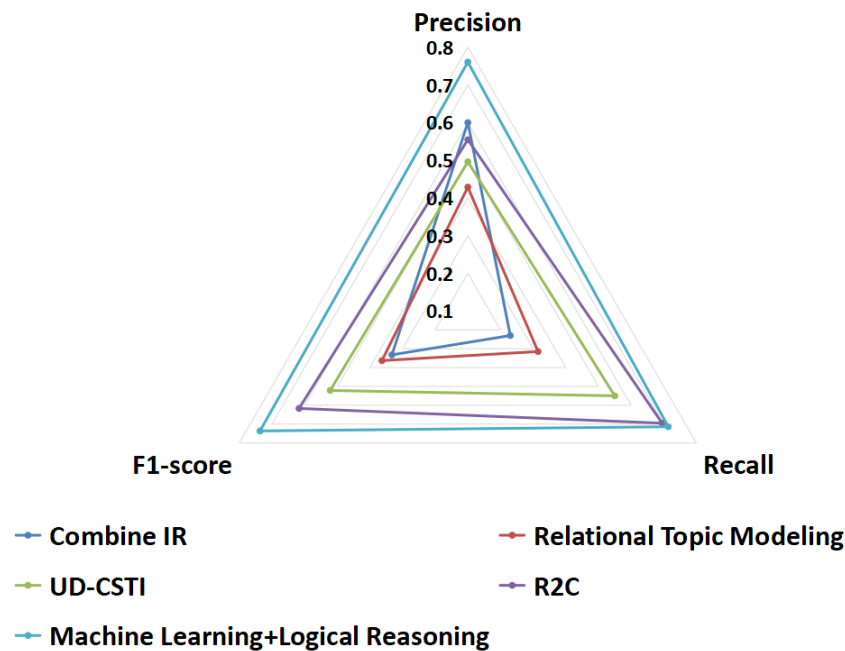 Precision
0.8
0.7
0.6
0.5
0.4
0.3
0.2
0.1
F1-score
Recall
Combine IR
Relational Topic Modeling
UD-CSTI
R2C
Machine Learning+Logical Reasoning